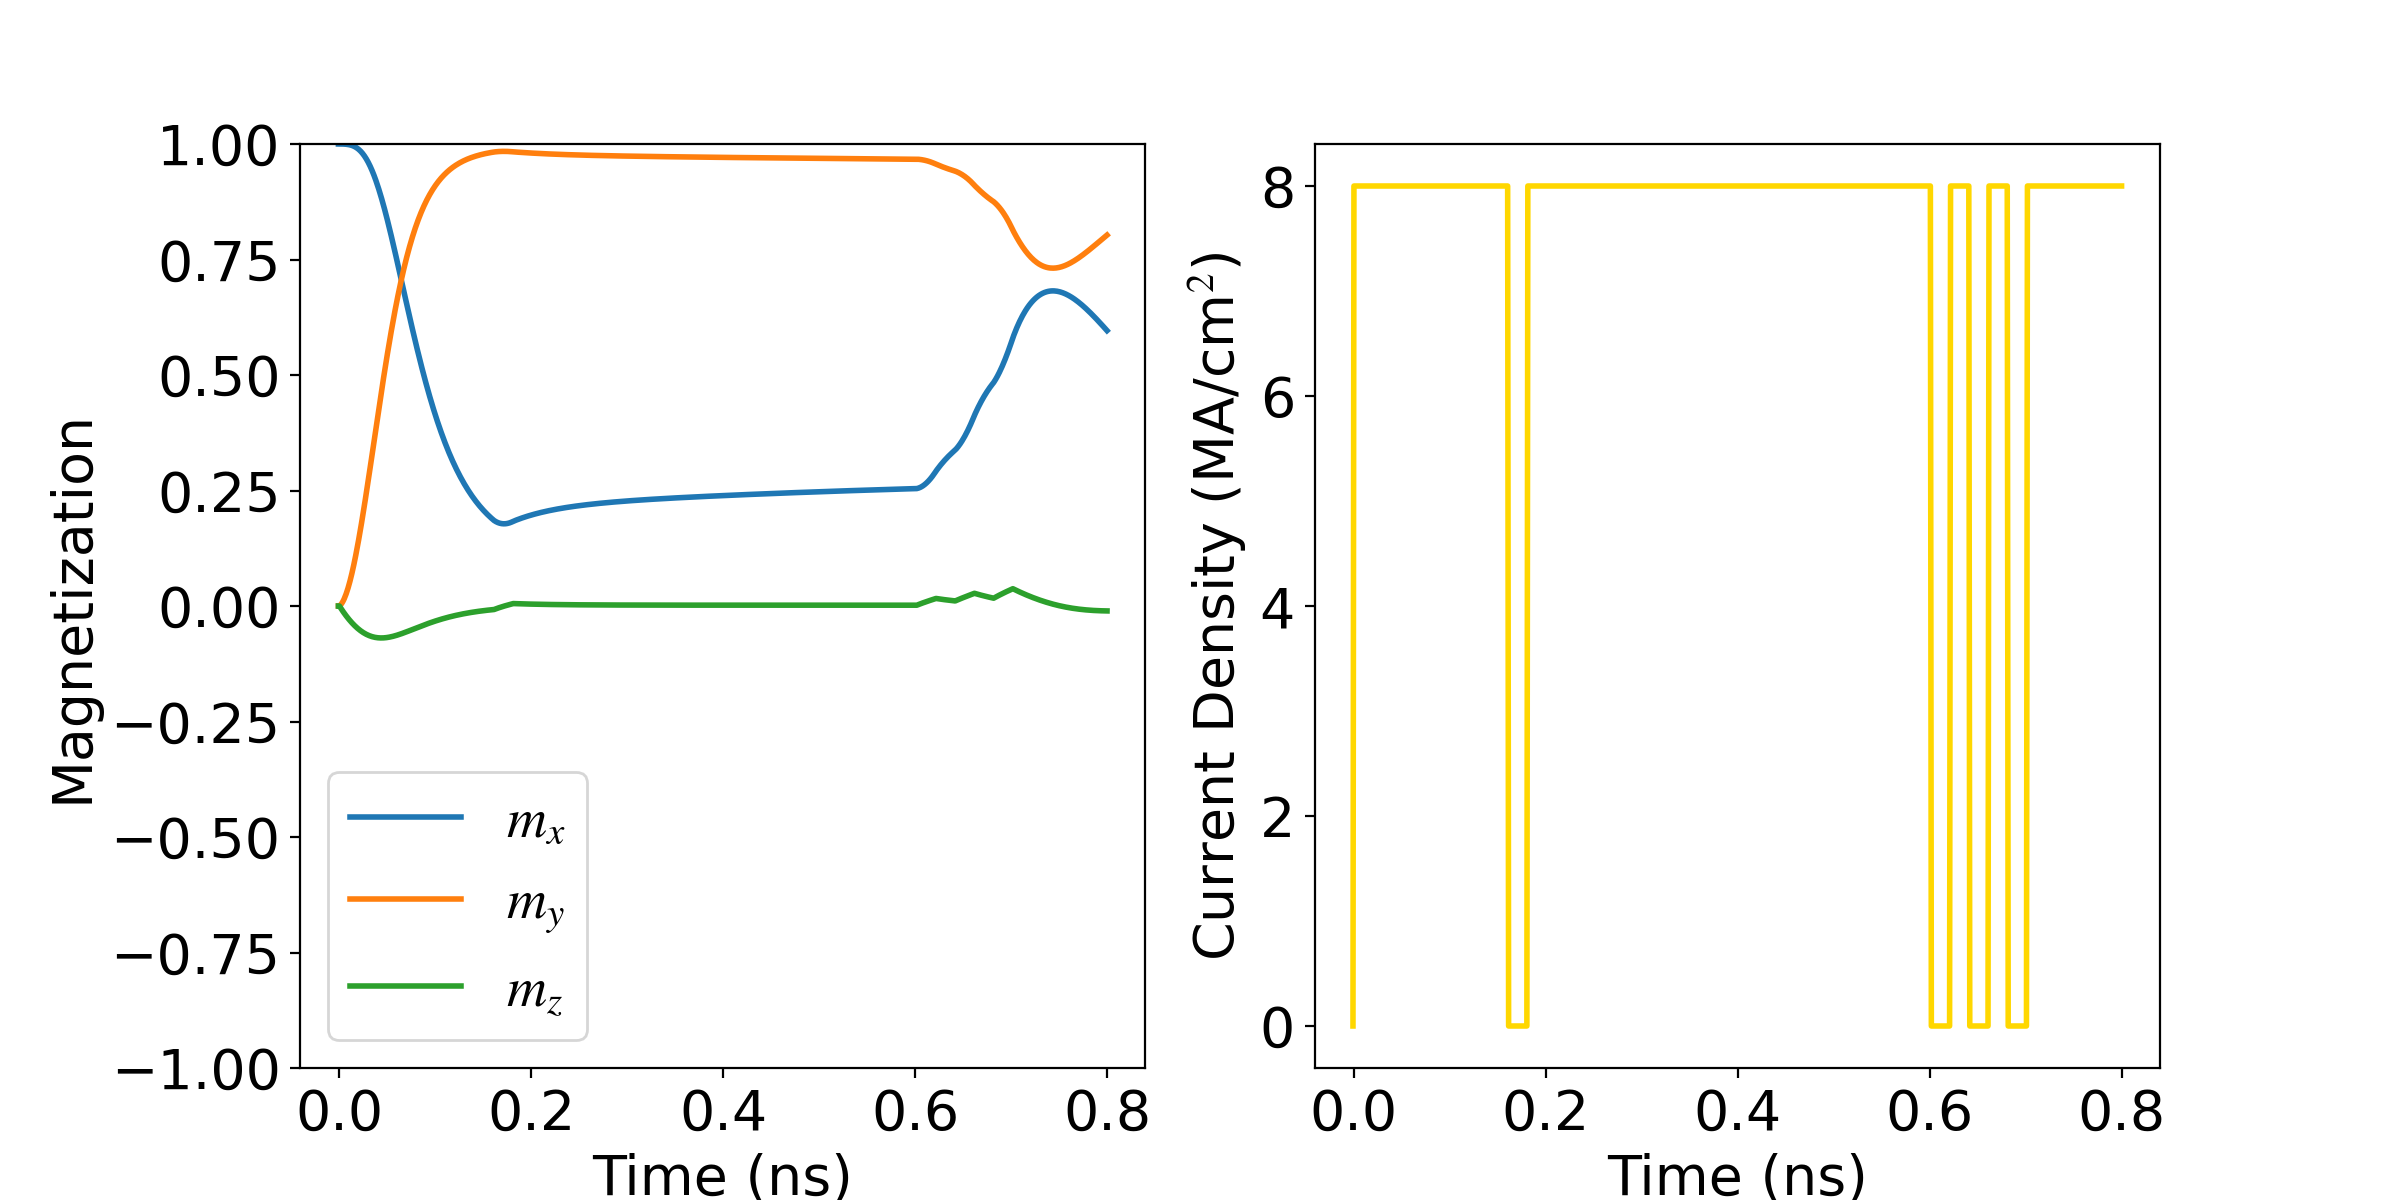 Magnetization
1.00
0.75
0.50
0.25
0.00
−0.25
−0.50
−0.75
−1.00
m_x
m_y
m_z
0.0 0.2 0.4 0.6 0.8
Time (ns)
Current Density (MA/cm²)
8
6
4
2
0
0.0 0.2 0.4 0.6 0.8
Time (ns)